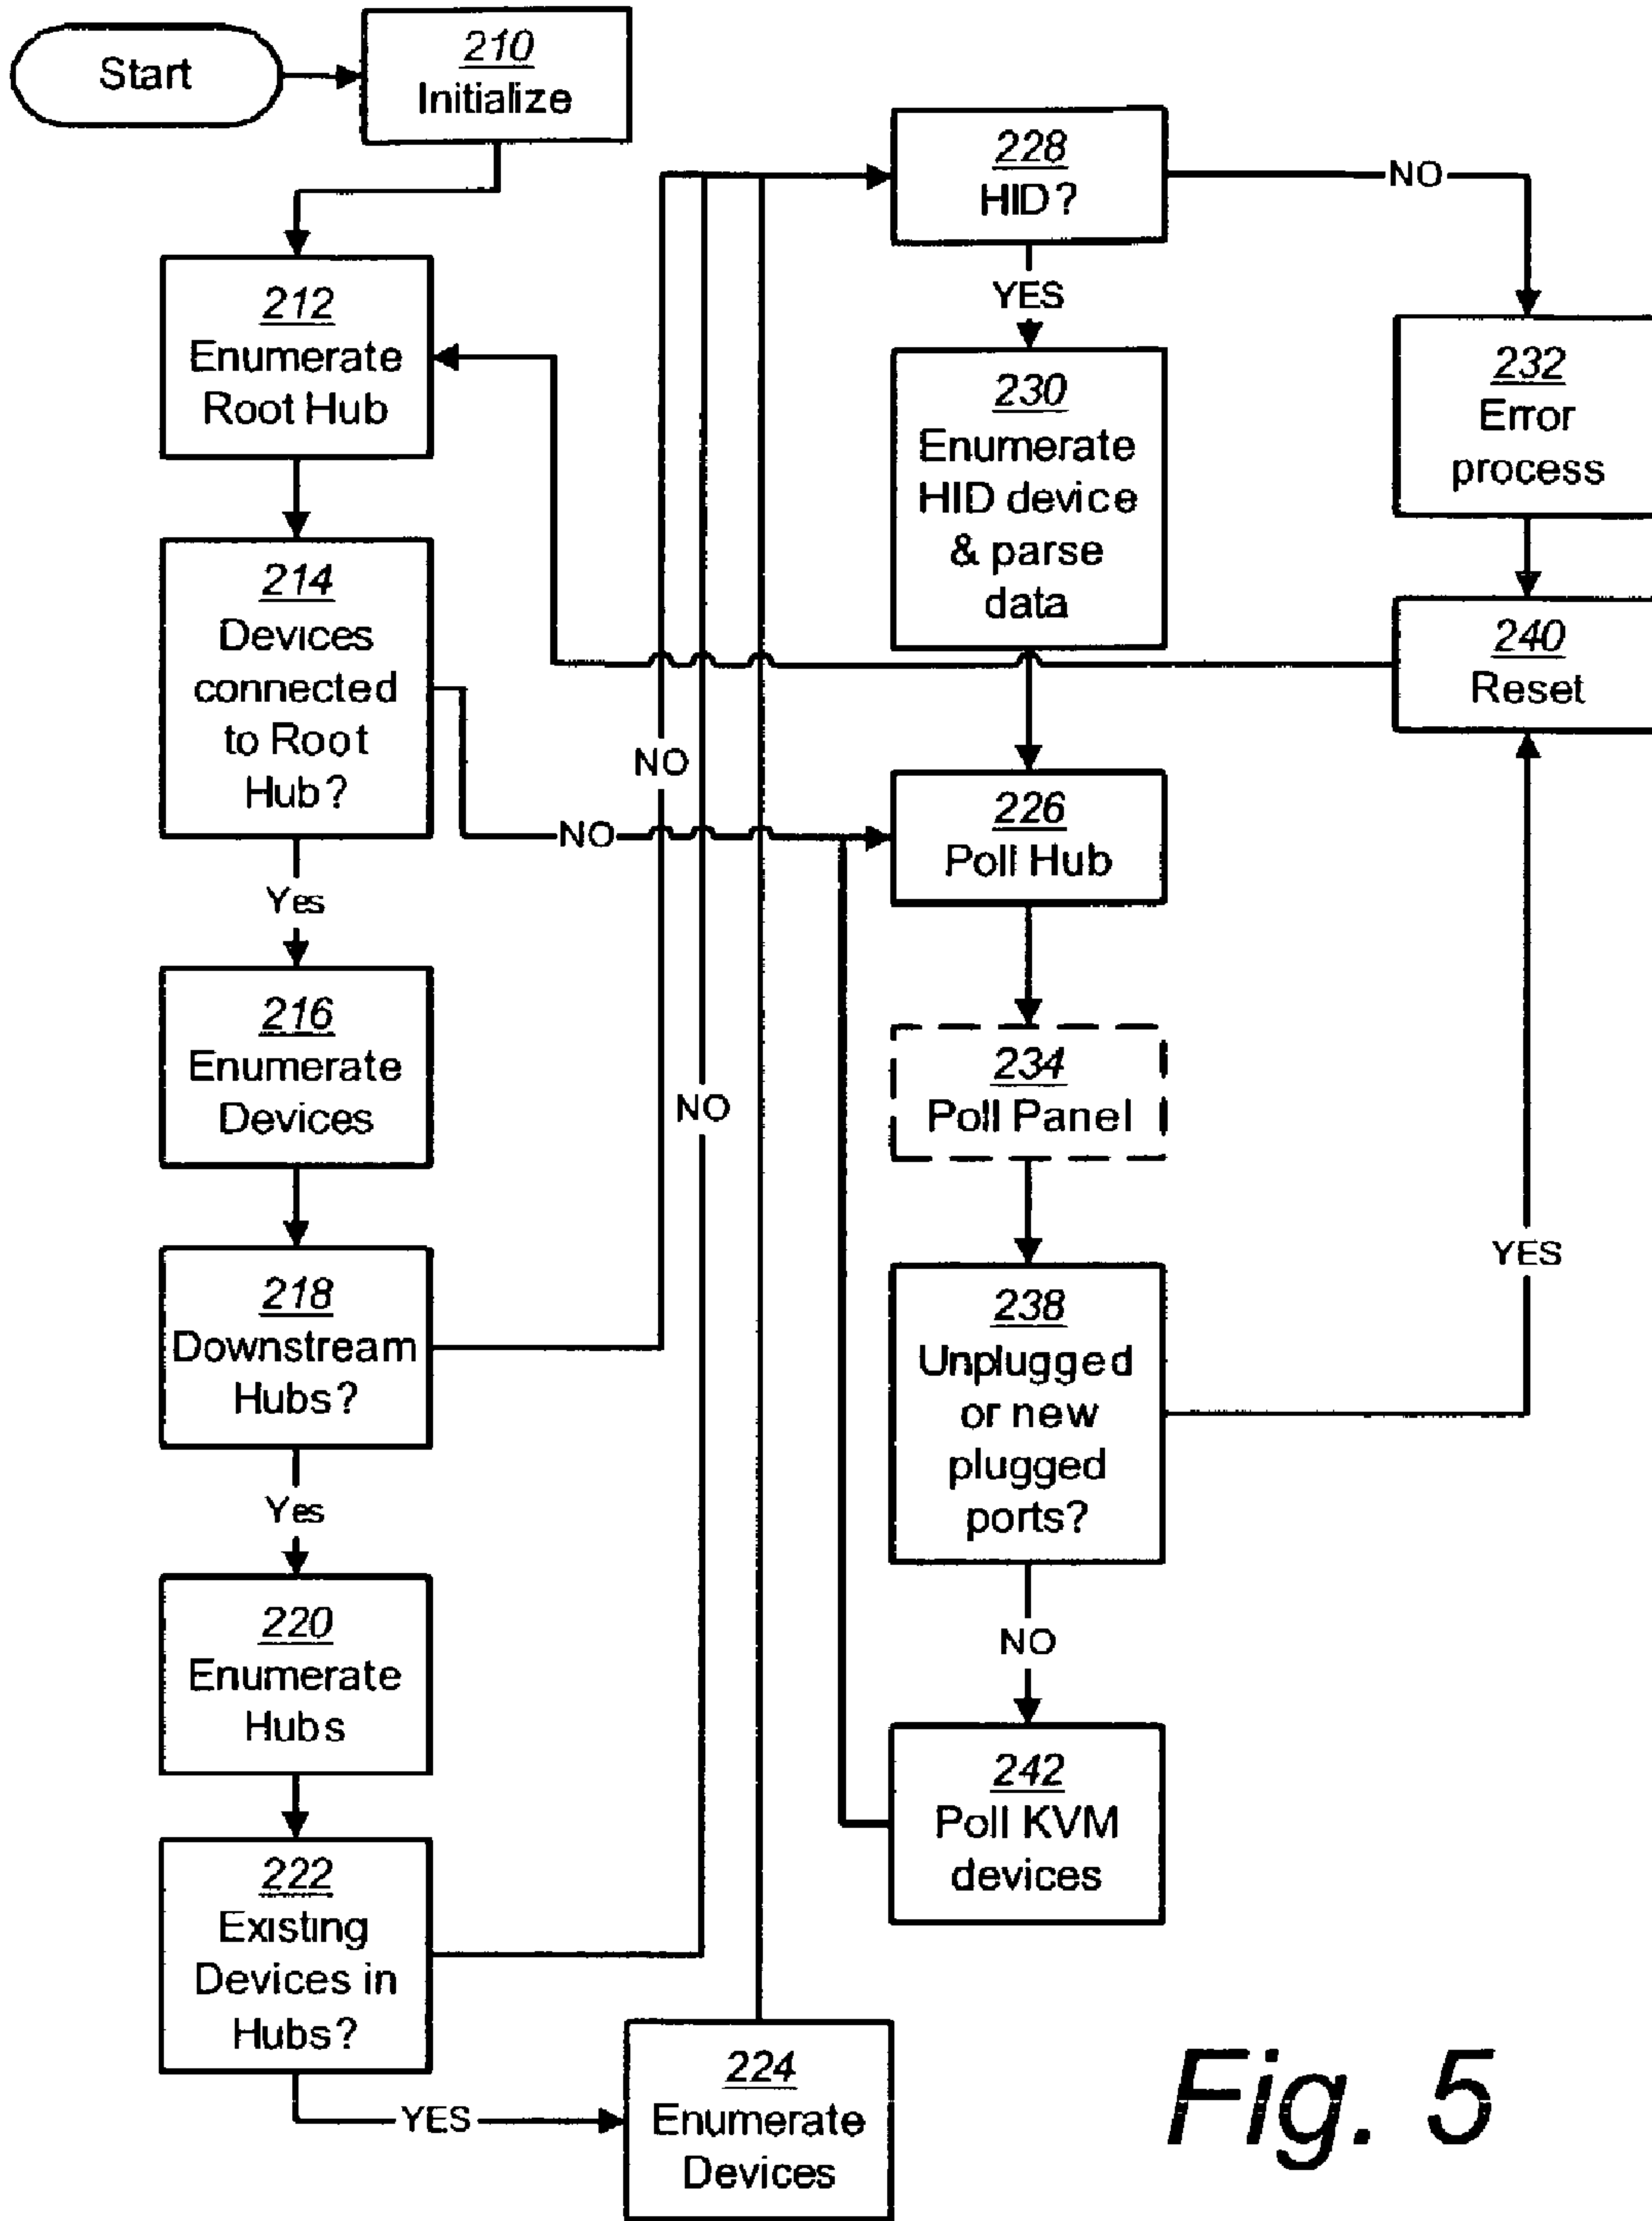 Start
210
Initialize
212
Enumerate
Root Hub
214
Devices
connected
to Root
Hub?
NO
Yes
216
Enumerate
Devices
218
Downstream
Hubs?
NO
Yes
220
Enumerate
Hubs
222
Existing
Devices in
Hubs?
NO
YES
224
Enumerate
Devices
228
HID?
NO
YES
230
Enumerate
HID device
& parse
data
232
Error
process
240
Reset
226
Poll Hub
234
Poll Panel
238
Unplugged
or new
plugged
ports?
YES
NO
242
Poll KVM
devices
Fig. 5